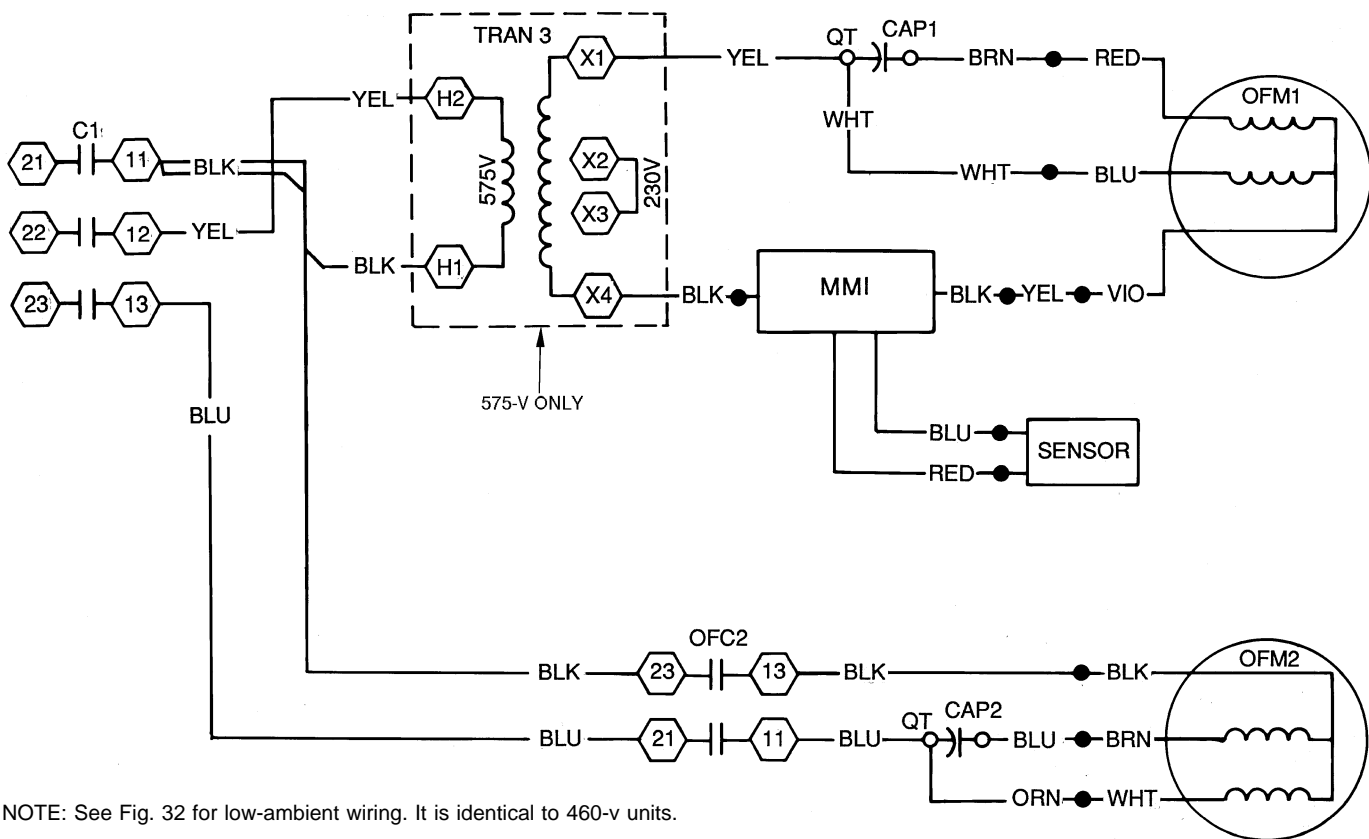 TRAN 3
X1
YEL
QT
CAP1
BRN
RED
OFM1
YEL
H2
WHT
C1
21
11
BLK
575V
X2
X3
230V
WHT
BLU
22
12
YEL
BLK
H1
X4
BLK
MMI
BLK
YEL
VIO
23
13
575-V ONLY
BLU
BLU
RED
SENSOR
OFC2
BLK
23
13
BLK
BLK
OFM2
BLU
21
11
BLU
QT
CAP2
BLU
BRN
ORN
WHT
NOTE: See Fig. 32 for low-ambient wiring. It is identical to 460-v units.